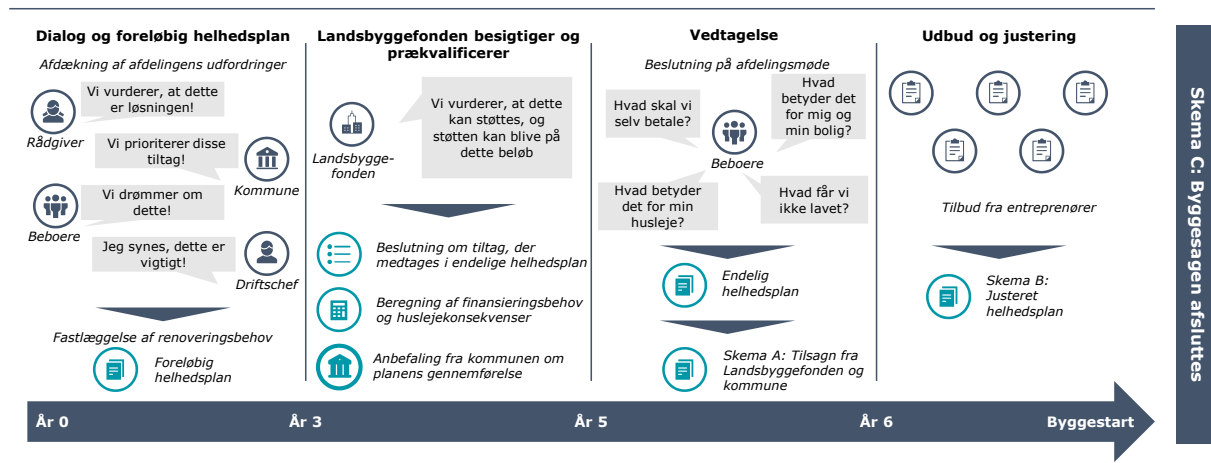 Dialog og foreløbig helhedsplan
Afdækning af afdelingens udfordringer
Vi vurderer, at dette
er løsningen!
Rådgiver
Vi prioriterer disse
tiltag!
Kommune
Vi drømmer om
dette!
Beboere
Jeg synes, dette er
vigtigt!
Driftschef
Fastlæggelse af renoveringsbehov
Foreløbig
helhedsplan
Landsbyggefonden besigtiger og
prækvalificerer
Vi vurderer, at dette
kan støttes, og
støtten kan blive på
dette beløb
Landsbygge-
fonden
Beslutning om tiltag, der
medtages i endelige helhedsplan
Beregning af finansieringsbehov
og huslejekonsekvenser
Anbefaling fra kommunen om
planens gennemførelse
Vedtagelse
Beslutning på afdelingsmøde
Hvad skal vi
selv betale?
Hvad
betyder det
for mig og
min bolig?
Beboere
Hvad betyder
det for min
husleje?
Hvad får vi
ikke lavet?
Endelig
helhedsplan
Skema A: Tilsagn fra
Landsbyggefonden og
kommune
Udbud og justering
Tilbud fra entreprenører
Skema B:
Justeret
helhedsplan
År 0
År 3
År 5
År 6
Byggestart
Skema C: Byggesagen afsluttes